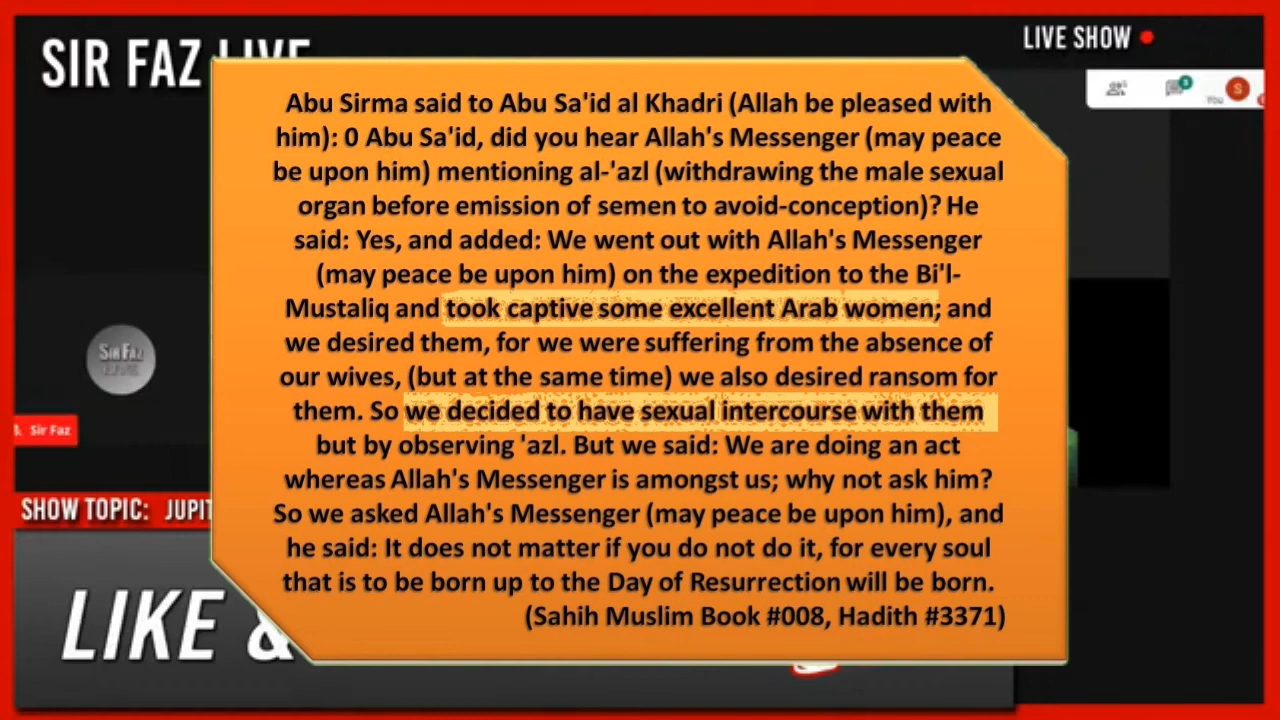 SIR FAZ LIVE
LIVE SHOW
3
You
S
Abu Sirma said to Abu Sa'id al Khadri (Allah be pleased with
him): 0 Abu Sa'id, did you hear Allah's Messenger (may peace
be upon him) mentioning al-'azl (withdrawing the male sexual
organ before emission of semen to avoid-conception)? He
said: Yes, and added: We went out with Allah's Messenger
(may peace be upon him) on the expedition to the Bi'l-
Mustaliq and took captive some excellent Arab women; and
we desired them, for we were suffering from the absence of
our wives, (but at the same time) we also desired ransom for
them. So we decided to have sexual intercourse with them
but by observing 'azl. But we said: We are doing an act
whereas Allah's Messenger is amongst us; why not ask him?
So we asked Allah's Messenger (may peace be upon him), and
he said: It does not matter if you do not do it, for every soul
that is to be born up to the Day of Resurrection will be born.
(Sahih Muslim Book #008, Hadith #3371)
SIR FAZ
Sir Faz
SHOW TOPIC: JUPIT
LIKE &